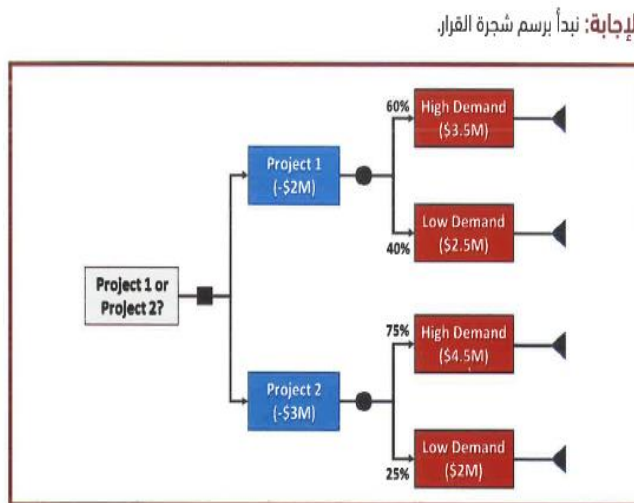 الإجابة: نبدأ برسم شجرة القرار.
60%
High Demand
($3.5M)
Project 1
(-$2M)
Low Demand
($2.5M)
40%
Project 1 or
Project 2?
75%
High Demand
($4.5M)
Project 2
(-$3M)
Low Demand
($2M)
25%